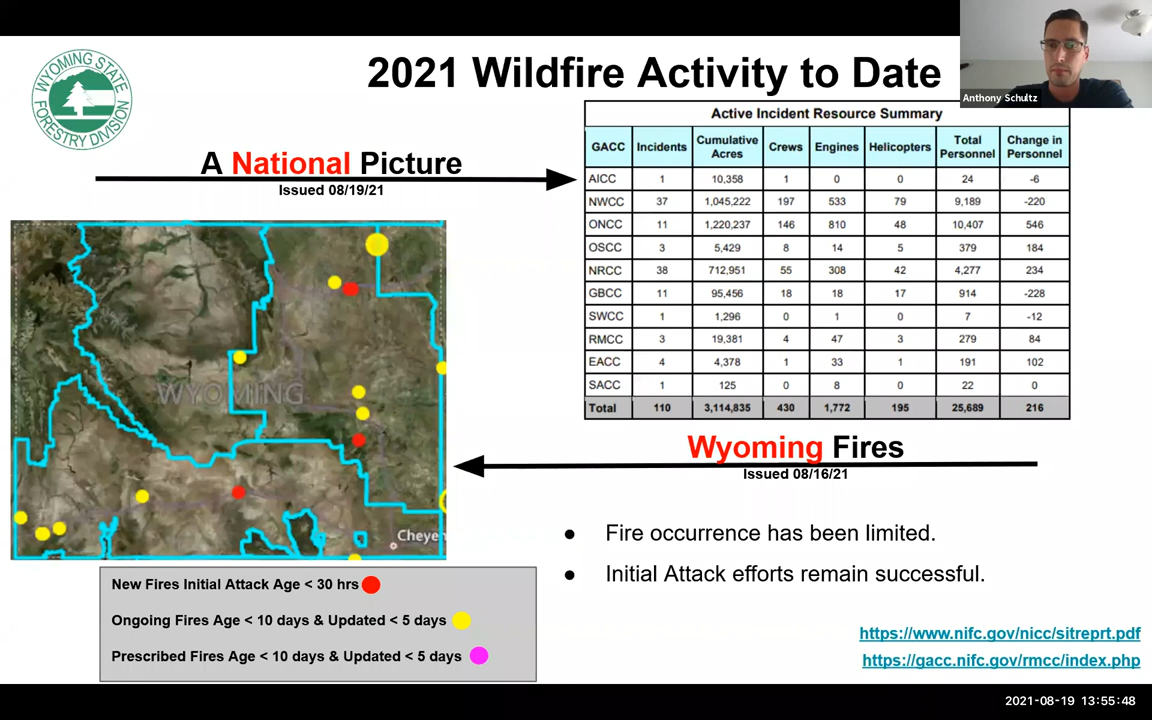 2021 Wildfire Activity to Date
Anthony Schultz
WYOMING STATE
FORESTRY DIVISION
A National Picture
Issued 08/19/21
Active Incident Resource Summary
GACC Incidents Cumulative Acres Crews Engines Helicopters Total Personnel Change in Personnel
AICC 1 10,358 1 0 0 24 -6
NWCC 37 1,045,222 197 533 79 9,189 -220
ONCC 11 1,220,237 146 810 48 10,407 546
OSCC 3 5,429 8 14 5 379 184
NRCC 38 712,951 55 308 42 4,277 234
GBCC 11 95,456 18 18 17 914 -228
SWCC 1 1,296 0 1 0 7 -12
RMCC 3 19,381 4 47 3 279 84
EACC 4 4,378 1 33 1 191 102
SACC 1 125 0 8 0 22 0
Total 110 3,114,835 430 1,772 195 25,689 216
WYOMING
Cheyen
Wyoming Fires
Issued 08/16/21
● Fire occurrence has been limited.
● Initial Attack efforts remain successful.
New Fires Initial Attack Age < 30 hrs
Ongoing Fires Age < 10 days & Updated < 5 days
Prescribed Fires Age < 10 days & Updated < 5 days
https://www.nifc.gov/nicc/sitreprt.pdf
https://gacc.nifc.gov/rmcc/index.php
2021-08-19 13:55:48